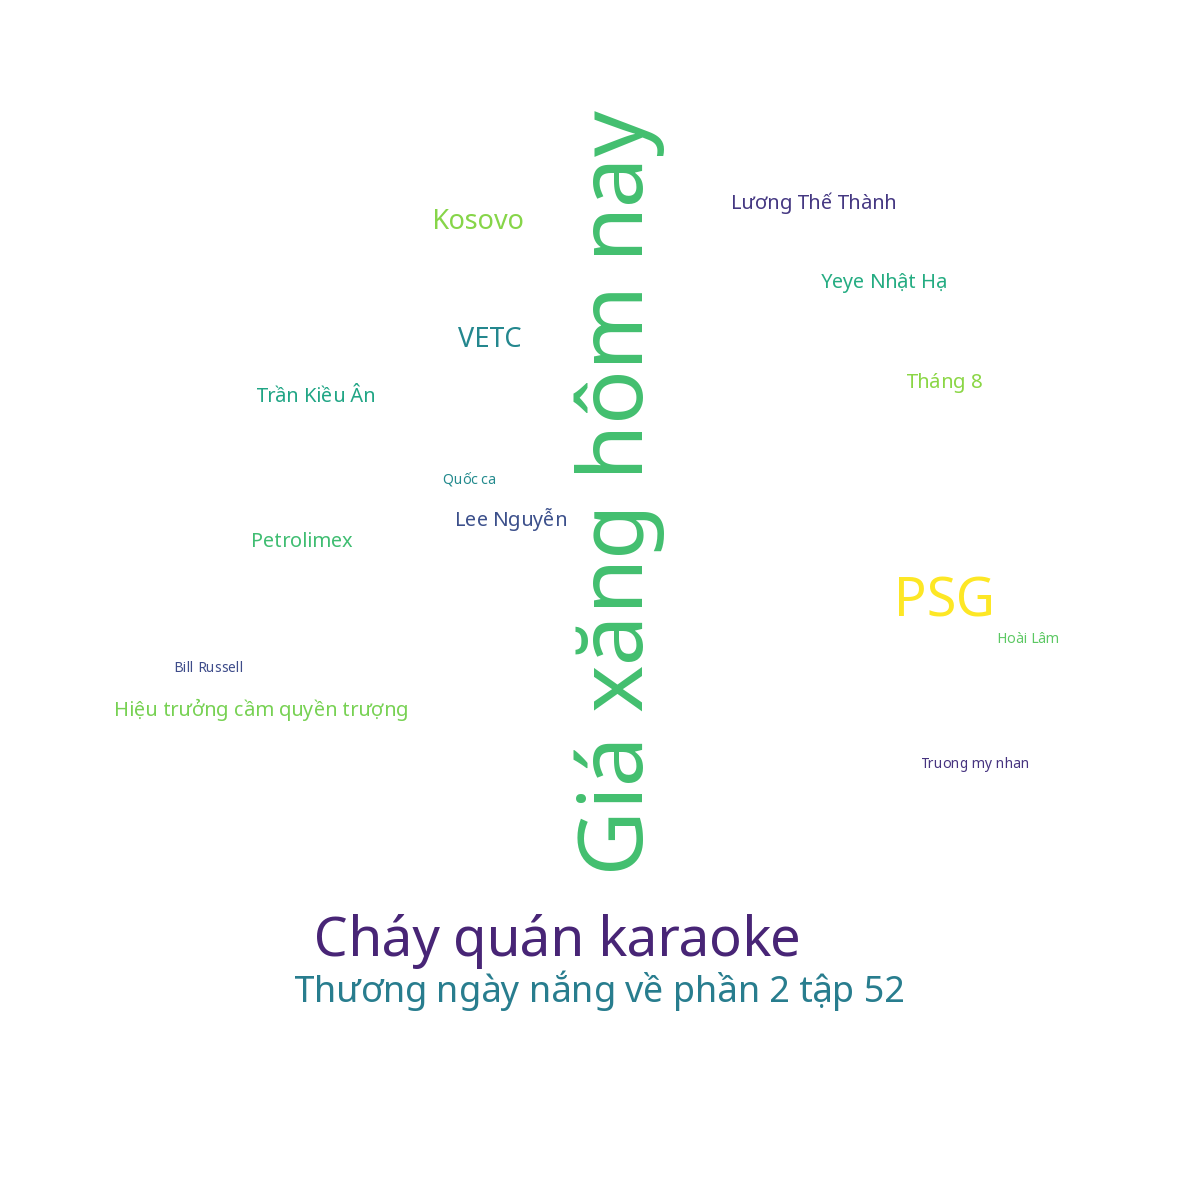 Giá xăng hôm nay
Lương Thế Thành
Kosovo
Yeye Nhật Hạ
VETC
Tháng 8
Trần Kiều Ân
Quốc ca
Lee Nguyễn
Petrolimex
PSG
Hoài Lâm
Bill Russell
Hiệu trưởng cầm quyền trượng
Truong my nhan
Cháy quán karaoke
Thương ngày nắng về phần 2 tập 52